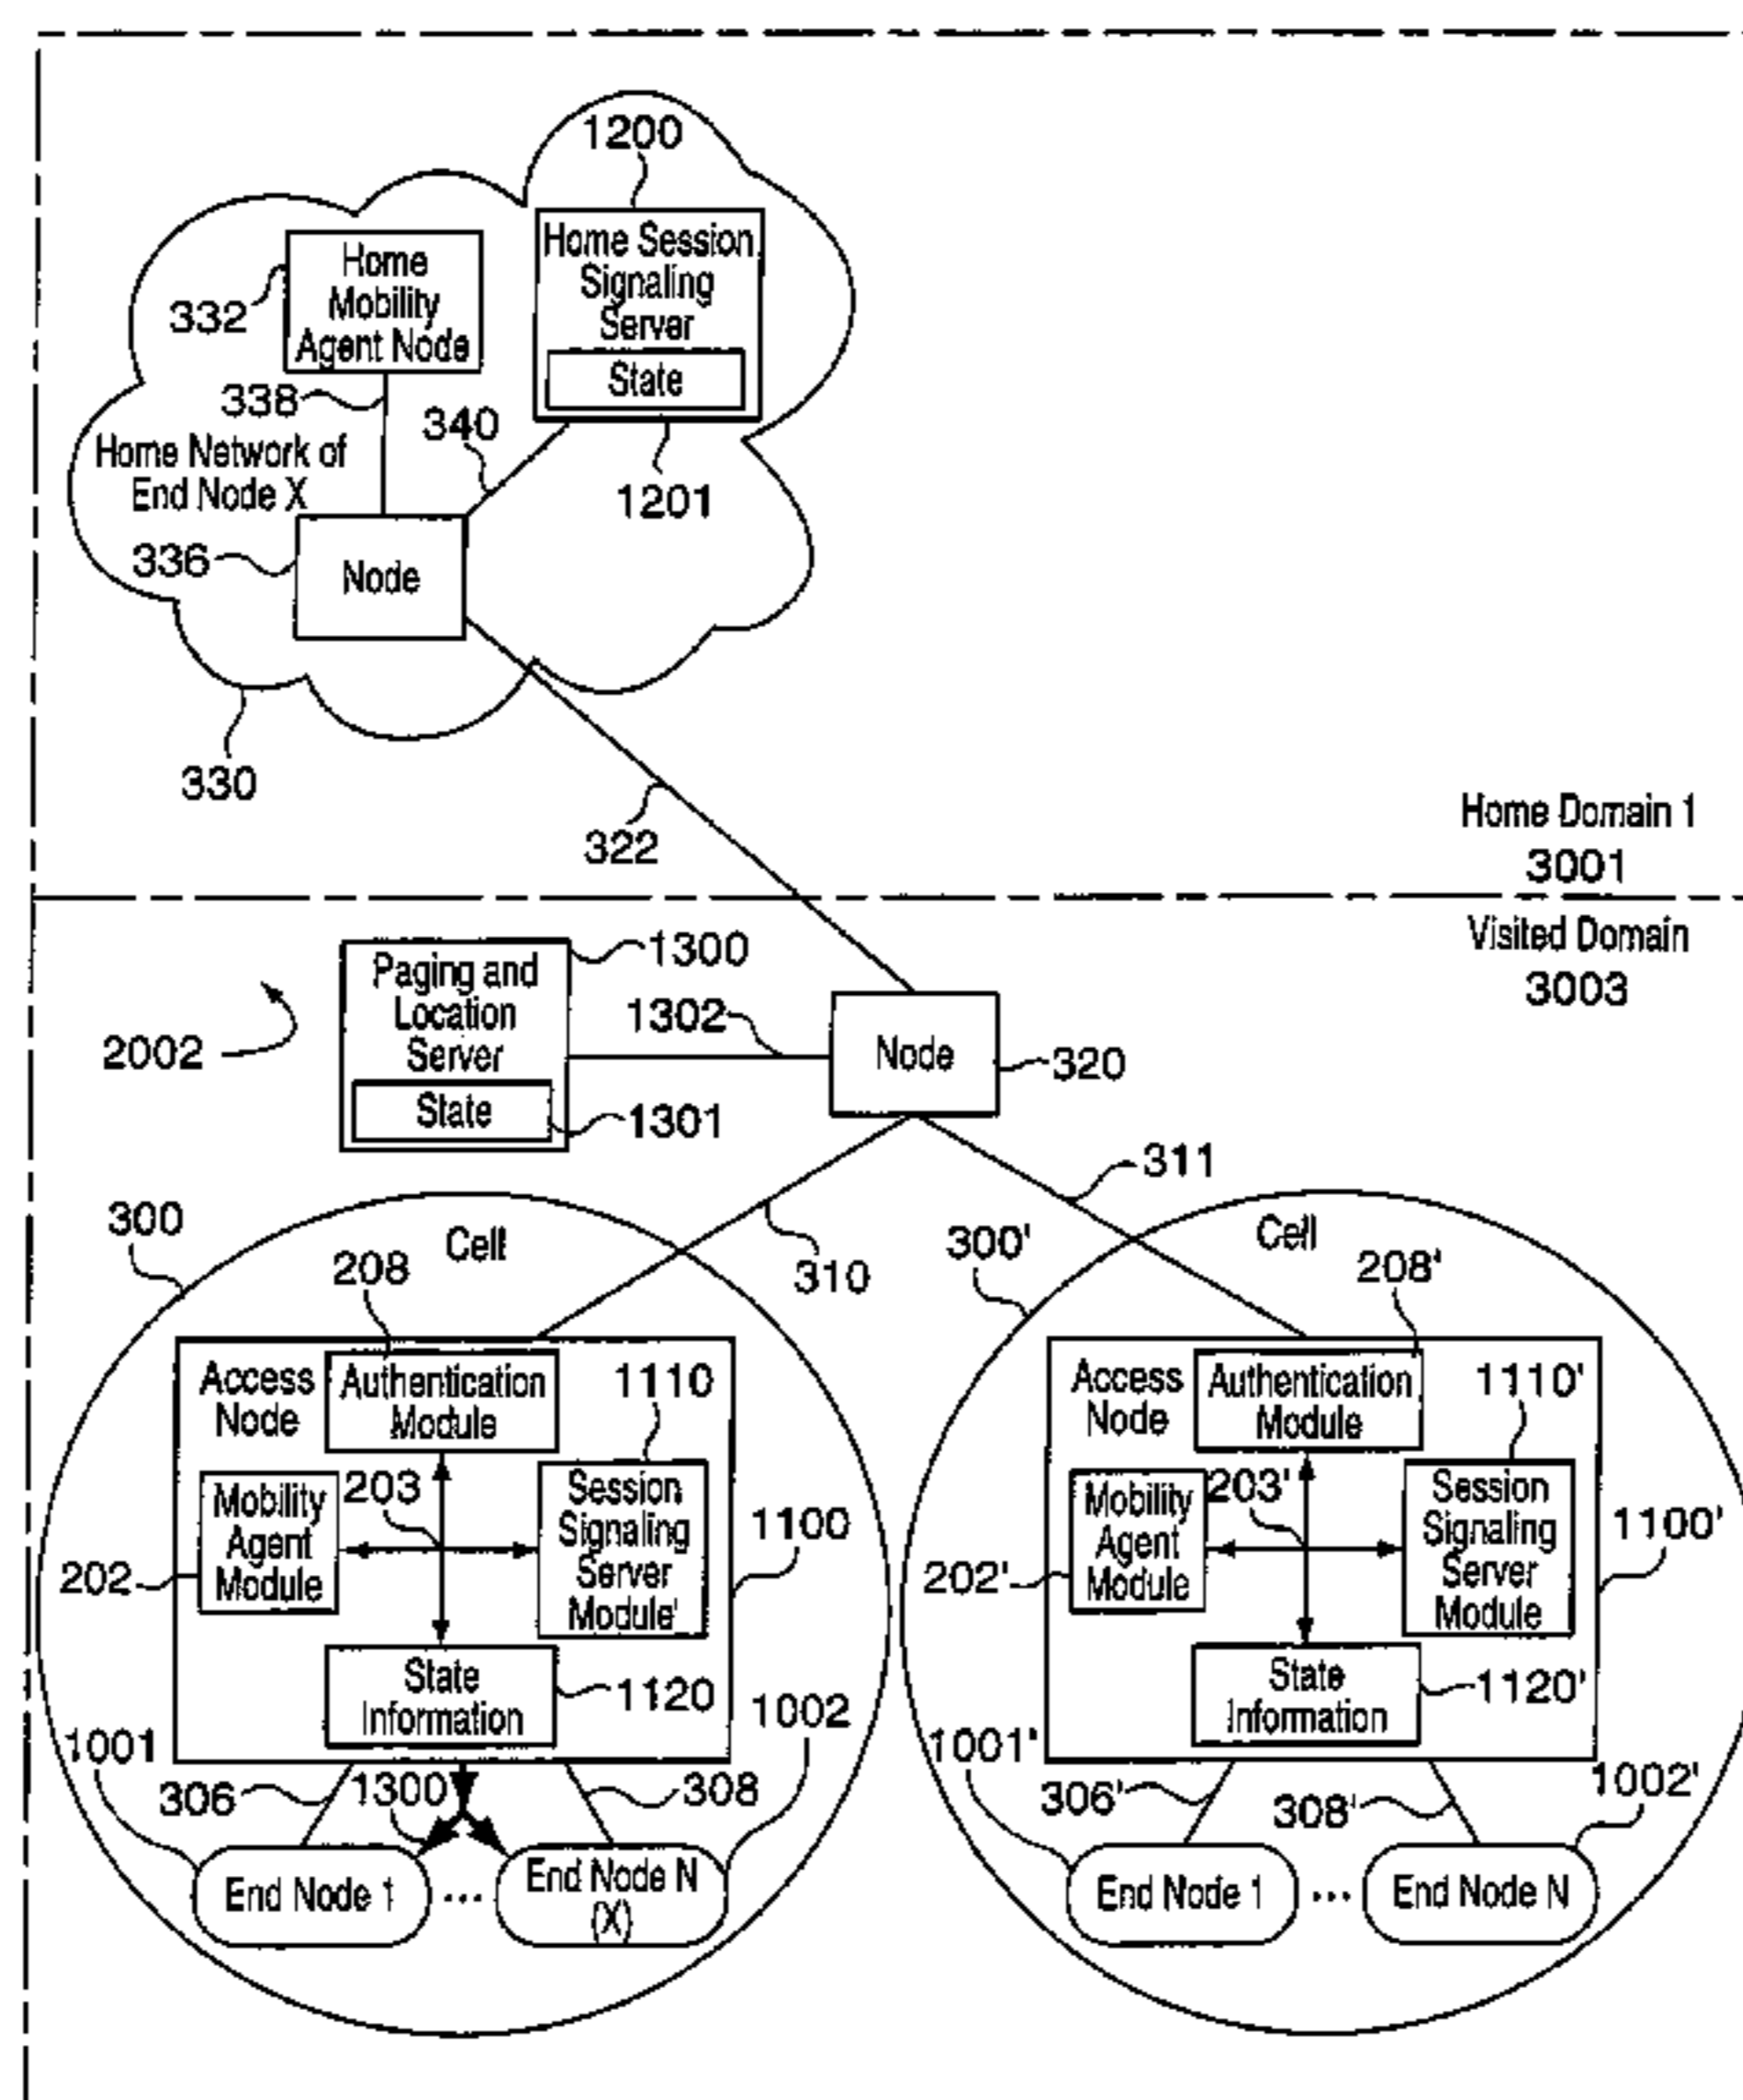 1200
Home Session
Signaling
Server
State
1201
Home
Mobility
Agent Node
332
338
340
Home Network of
End Node X
336
Node
330
322
Home Domain 1
3001
Visited Domain
3003
1300
Paging and
Location
Server
State
1301
1302
2002
Node
320
311
310
300
Cell
208
Access
Node
Authentication
Module
1110
Mobility
Agent
Module
203
Session
Signaling
Server
Module'
1100
202
State
Information
1120
1002
1001
306
1300
308
End Node 1
...
End Node N
(X)
300'
Cell
208'
Access
Node
Authentication
Module
1110'
Mobility
Agent
Module
203'
Session
Signaling
Server
Module
1100'
202'
State
Information
1120'
1001'
306'
308'
1002'
End Node 1
...
End Node N